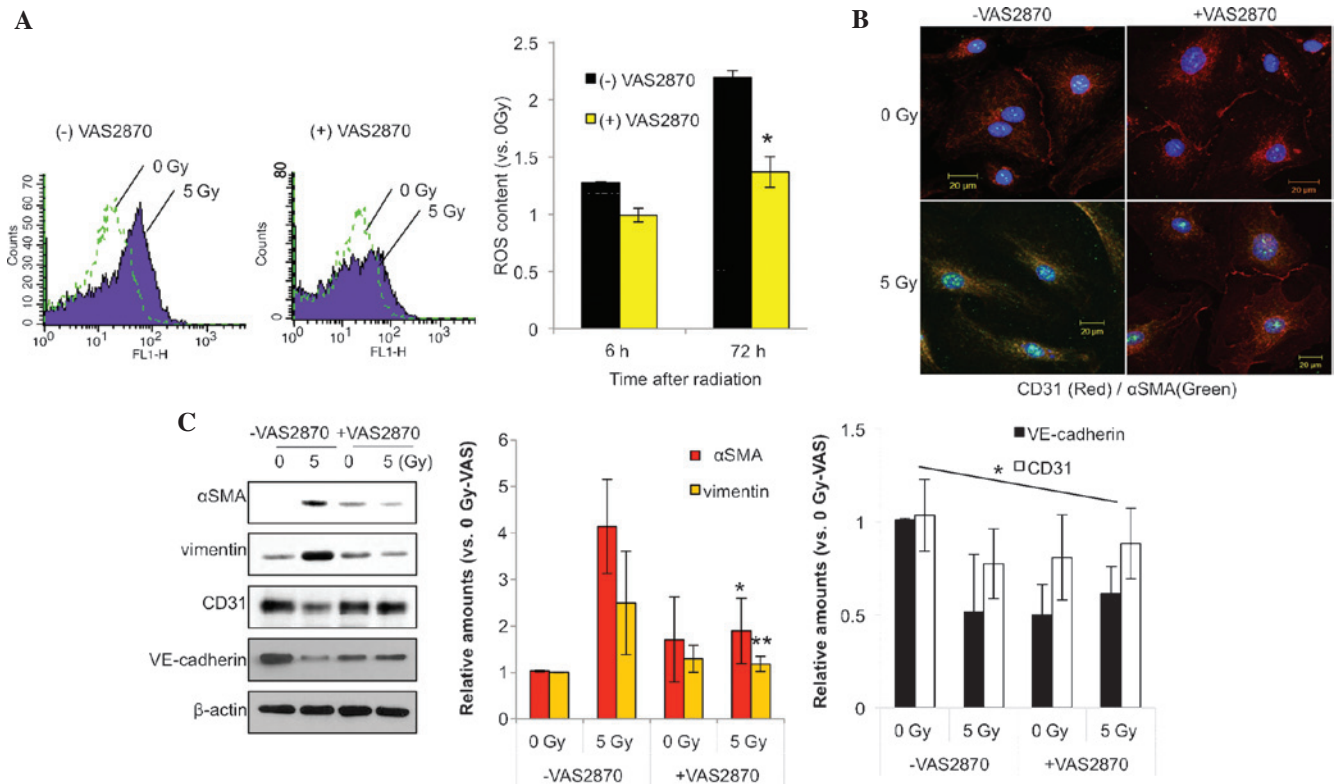 A
(-) VAS2870
0 Gy
5 Gy
Counts
0 10 20 30 40 50 60 70
10⁰ 10¹ 10² 10³
FL1-H
(+) VAS2870
0 Gy
5 Gy
Counts
0
80
10⁰ 10¹ 10² 10³
FL1-H
ROS content (vs. 0Gy)
2.5
2
1.5
1
0.5
0
(-) VAS2870
(+) VAS2870
*
6 h 72 h
Time after radiation
B
-VAS2870 +VAS2870
0 Gy
5 Gy
20 µm
20 µm
20 µm
20 µm
CD31 (Red) / αSMA(Green)
C
-VAS2870 +VAS2870
0 5 0 5 (Gy)
αSMA
vimentin
CD31
VE-cadherin
β-actin
Relative amounts (vs. 0 Gy-VAS)
6
5
4
3
2
1
0
αSMA
vimentin
*
**
0 Gy 5 Gy 0 Gy 5 Gy
-VAS2870 +VAS2870
Relative amounts (vs. 0 Gy-VAS)
1.5
1
0.5
0
VE-cadherin
CD31
*
0 Gy 5 Gy 0 Gy 5 Gy
-VAS2870 +VAS2870